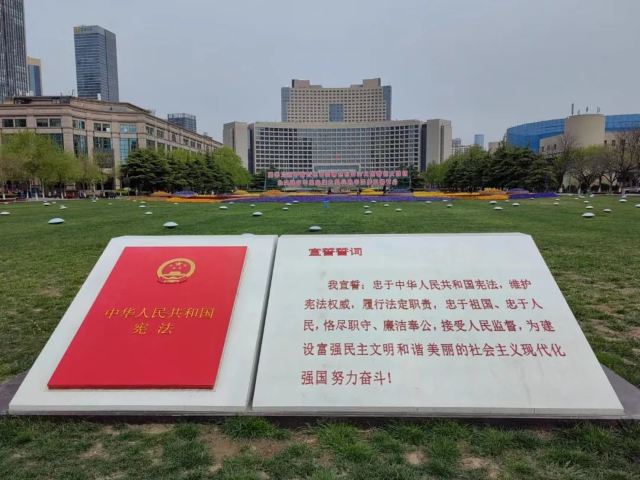 中华人民共和国
宪法
宣誓誓词
我宣誓：忠于中华人民共和国宪法，维护
宪法权威，履行法定职责，忠于祖国、忠于人
民，恪尽职守、廉洁奉公，接受人民监督，为建
设富强民主文明和谐美丽的社会主义现代化
强国努力奋斗！